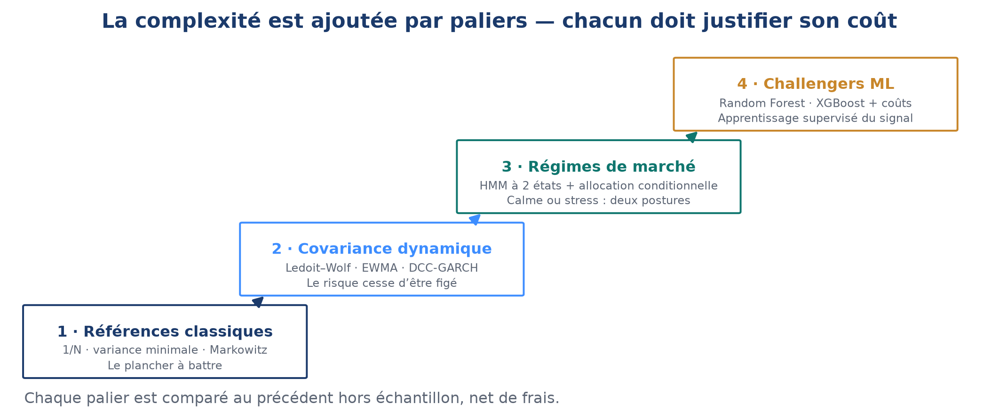 La complexité est ajoutée par paliers — chacun doit justifier son coût
4 · Challengers ML
Random Forest · XGBoost + coûts
Apprentissage supervisé du signal
3 · Régimes de marché
HMM à 2 états + allocation conditionnelle
Calme ou stress : deux postures
2 · Covariance dynamique
Ledoit–Wolf · EWMA · DCC-GARCH
Le risque cesse d’être figé
1 · Références classiques
1/N · variance minimale · Markowitz
Le plancher à battre
Chaque palier est comparé au précédent hors échantillon, net de frais.